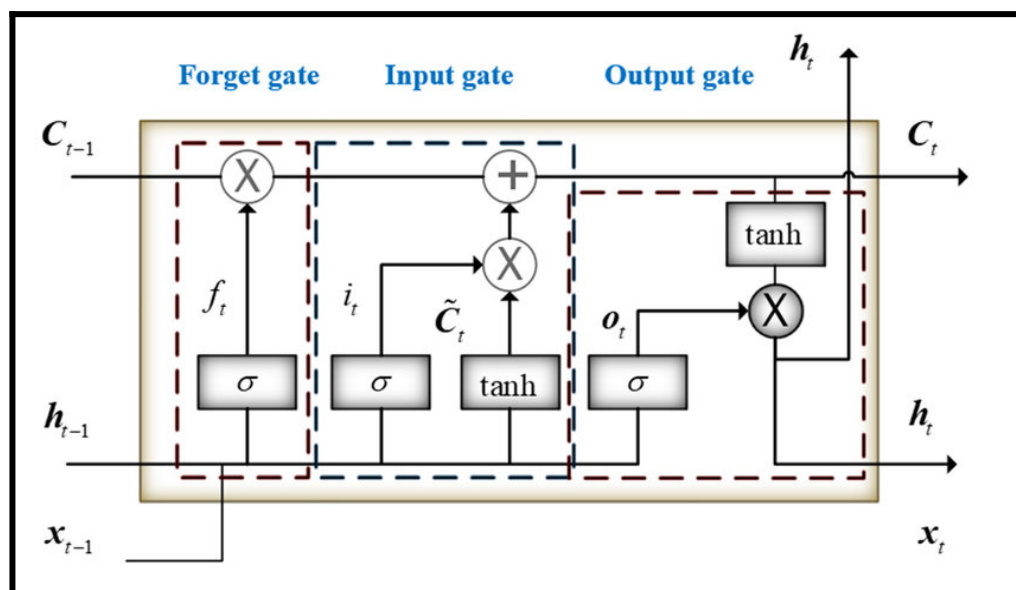 h_t
Forget gate Input gate Output gate
C_{t-1} C_t
X +
tanh
X
f_t i_t C̃_t o_t X
σ σ tanh σ
h_{t-1} h_t
x_{t-1} x_t